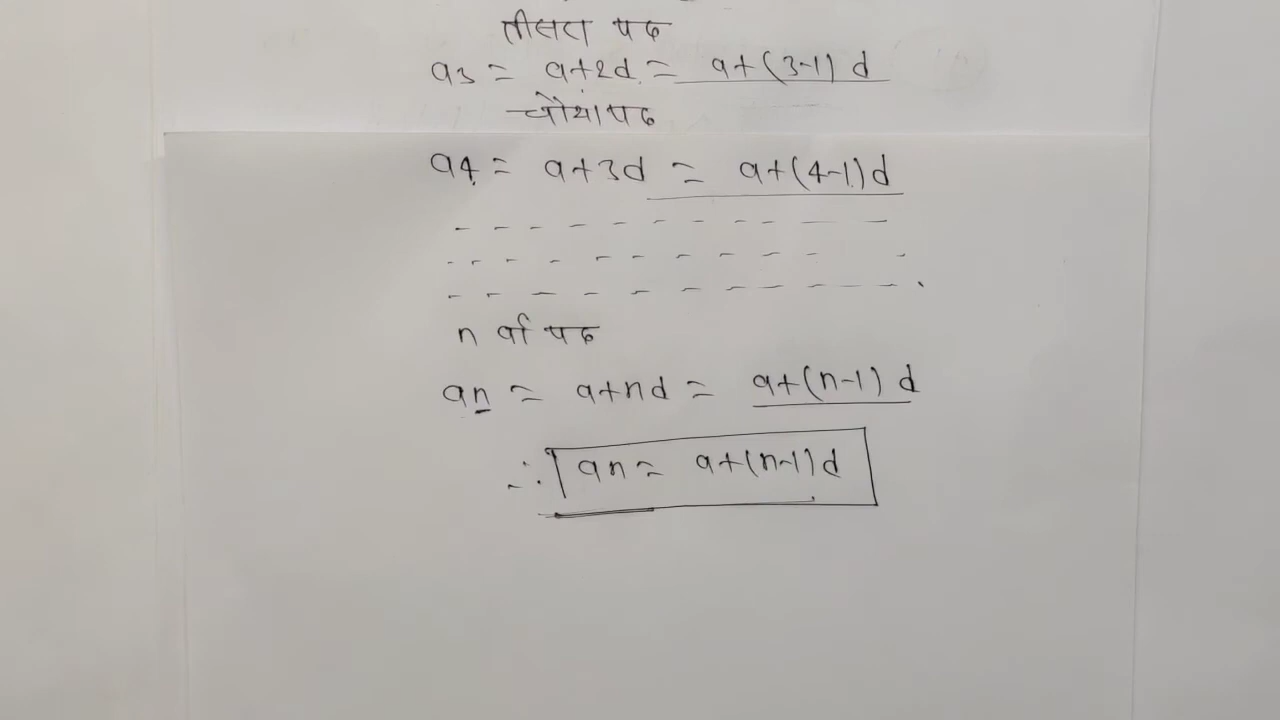 तीसरा पद
a3 = a+2d = a+(3-1) d
चौथा पद
a4 = a+3d = a+(4-1)d
n वाँ पद
an = a+nd = a+(n-1) d
∴ an = a+(n-1)d